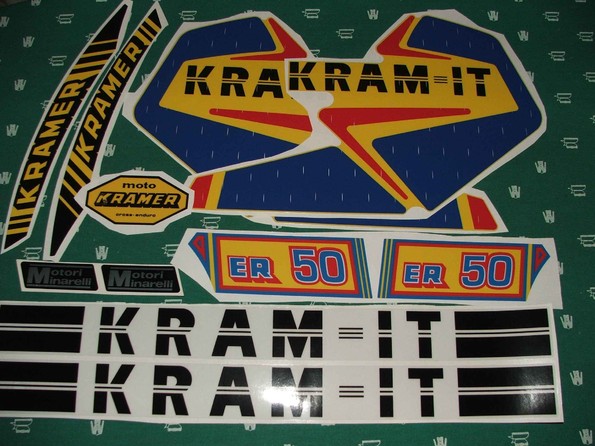 KRAMER
KRAMER
KRA
KRAM=IT
moto
KRAMER
cross-enduro
Motori
Minarelli
Motori
Minarelli
ER 50
ER 50
KRAM=IT
KRAM=IT